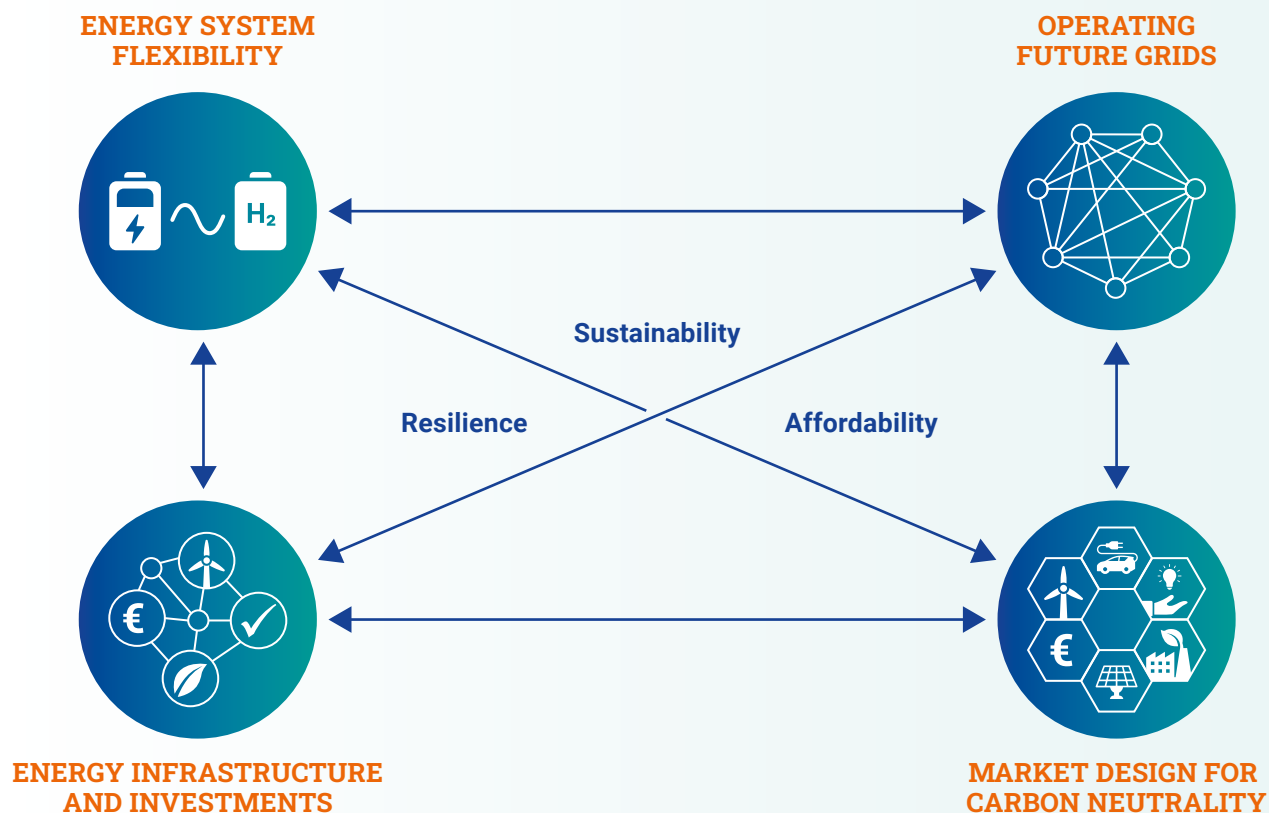 ENERGY SYSTEM
FLEXIBILITY
OPERATING
FUTURE GRIDS
H₂
Sustainability
Resilience
Affordability
€
€
ENERGY INFRASTRUCTURE
AND INVESTMENTS
MARKET DESIGN FOR
CARBON NEUTRALITY